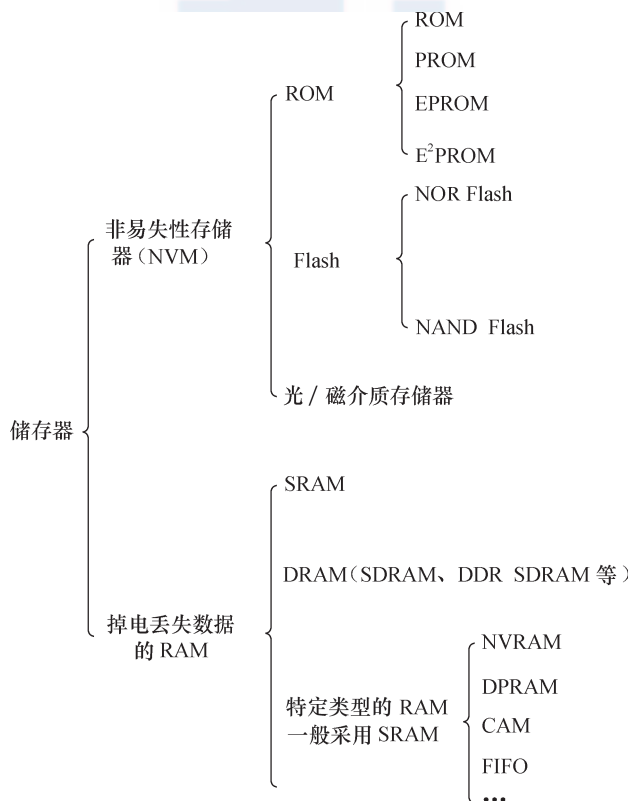 ROM
PROM
ROM
EPROM
E²PROM
NOR Flash
非易失性存储
器（NVM）
Flash
NAND Flash
光 / 磁介质存储器
储存器
SRAM
DRAM（SDRAM、DDR SDRAM 等）
掉电丢失数据
的 RAM
NVRAM
DPRAM
特定类型的 RAM
一般采用 SRAM
CAM
FIFO
…